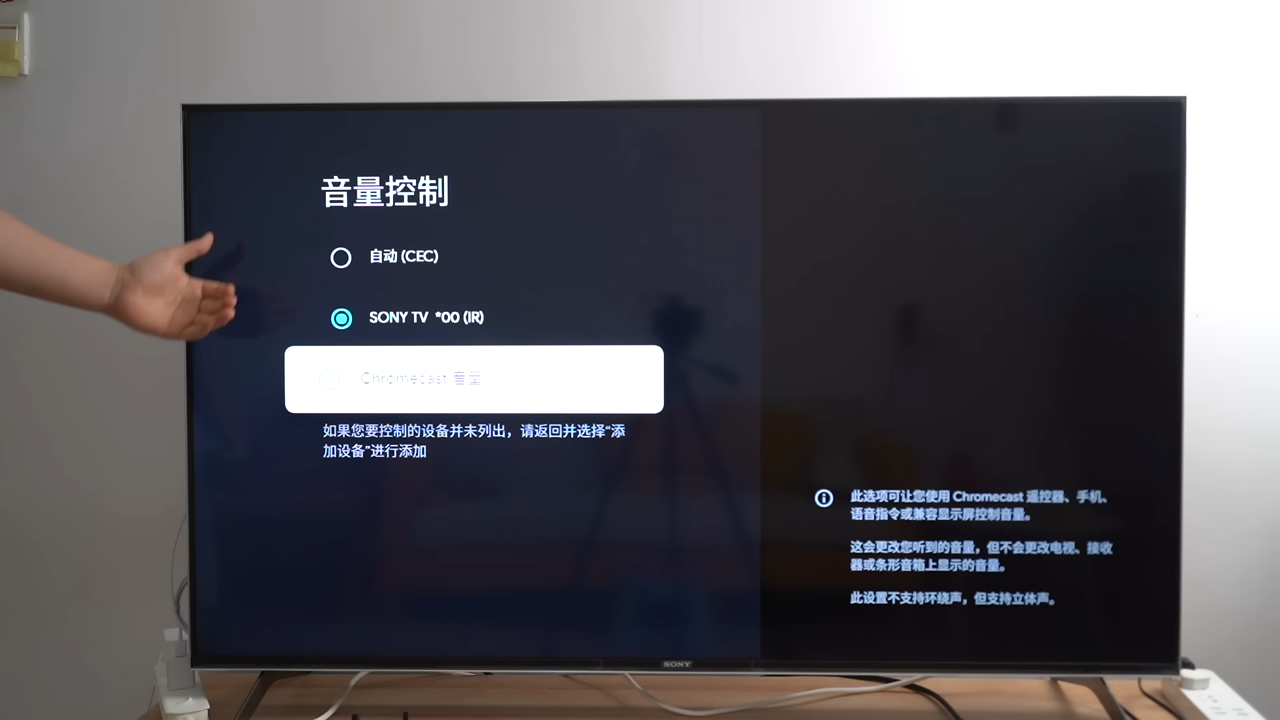 音量控制
自动 (CEC)
SONY TV *00 (IR)
Chromecast 音量
如果您要控制的设备并未列出，请返回并选择“添
加设备”进行添加
此选项可让您使用 Chromecast 遥控器、手机、
语音指令或兼容显示屏控制音量。
这会更改您听到的音量，但不会更改电视、接收
器或条形音箱上显示的音量。
此设置不支持环绕声，但支持立体声。
SONY